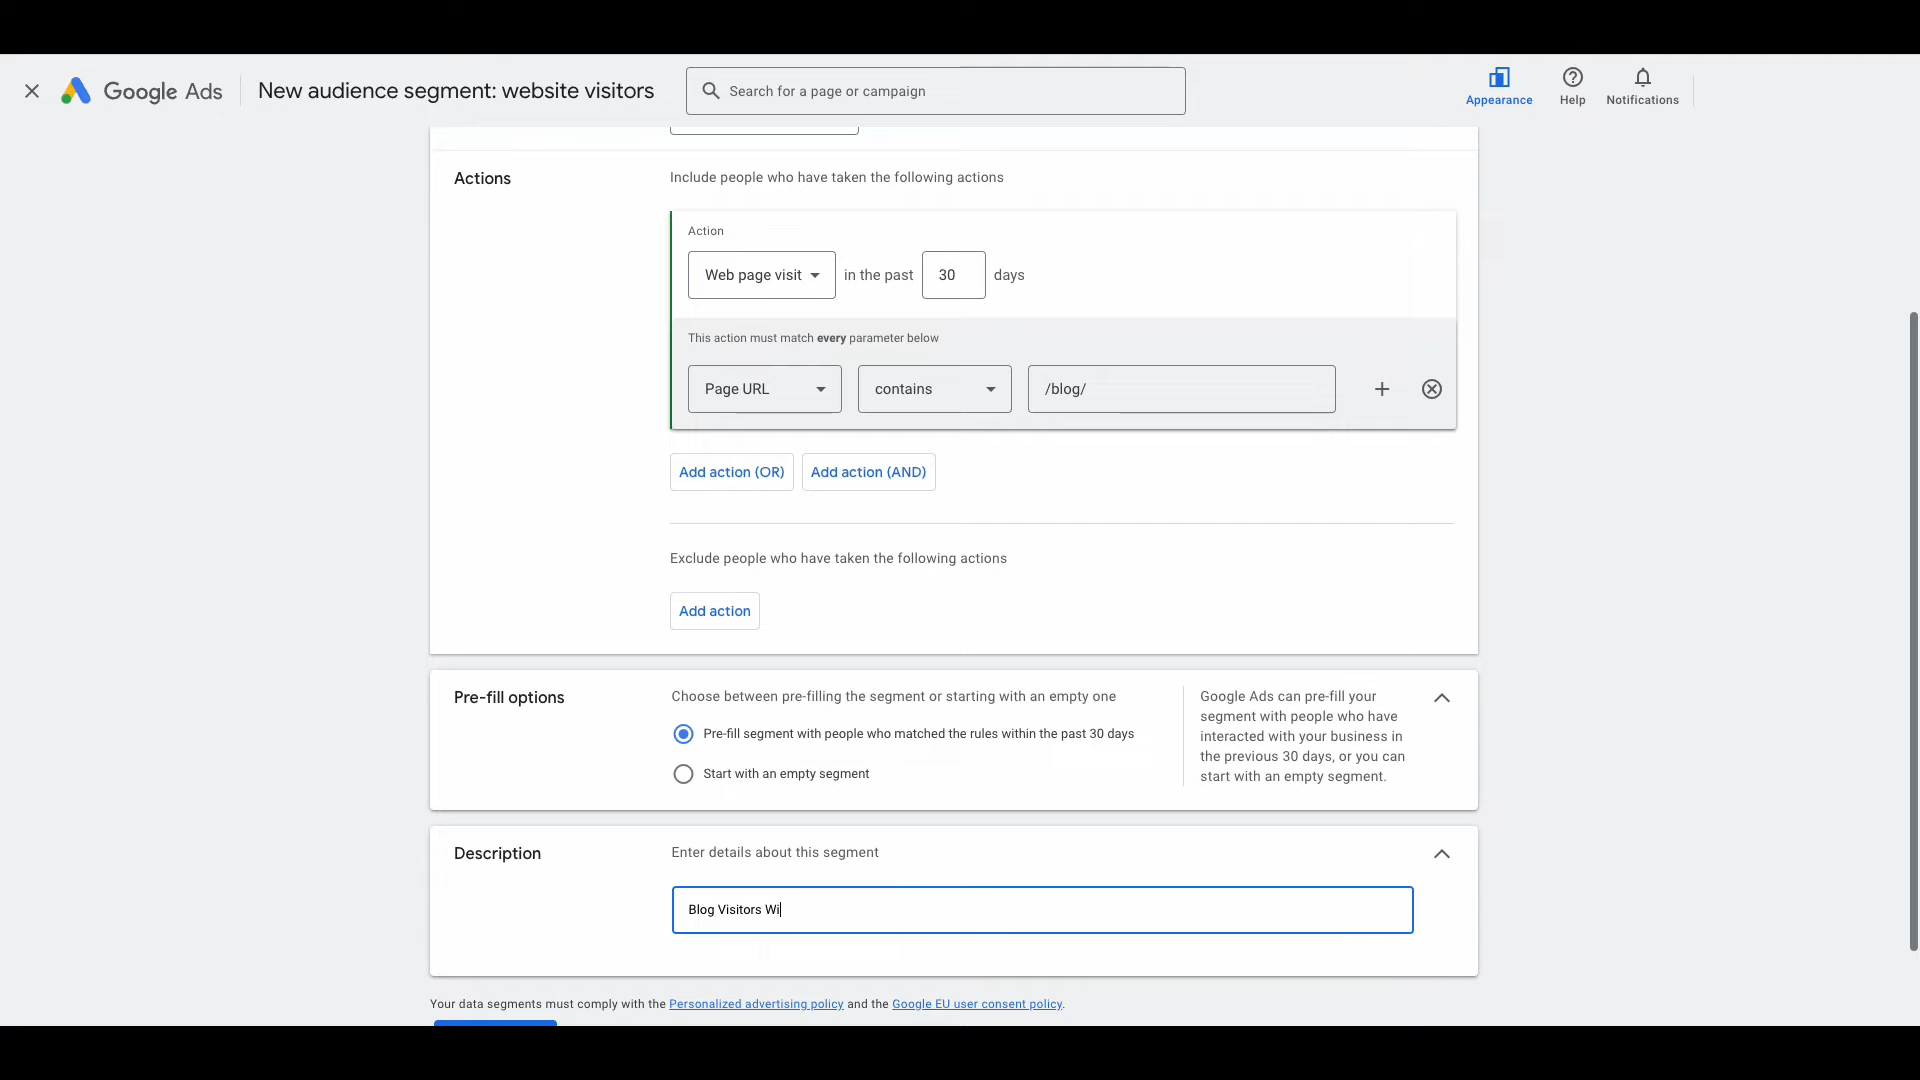 Google Ads
New audience segment: website visitors
Search for a page or campaign
Appearance
Help
Notifications
Actions
Include people who have taken the following actions
Action
Web page visit
in the past
30
days
This action must match every parameter below
Page URL
contains
/blog/
Add action (OR)
Add action (AND)
Exclude people who have taken the following actions
Add action
Pre-fill options
Choose between pre-filling the segment or starting with an empty one
Pre-fill segment with people who matched the rules within the past 30 days
Start with an empty segment
Google Ads can pre-fill your
segment with people who have
interacted with your business in
the previous 30 days, or you can
start with an empty segment.
Description
Enter details about this segment
Blog Visitors Wi
Your data segments must comply with the Personalized advertising policy and the Google EU user consent policy.